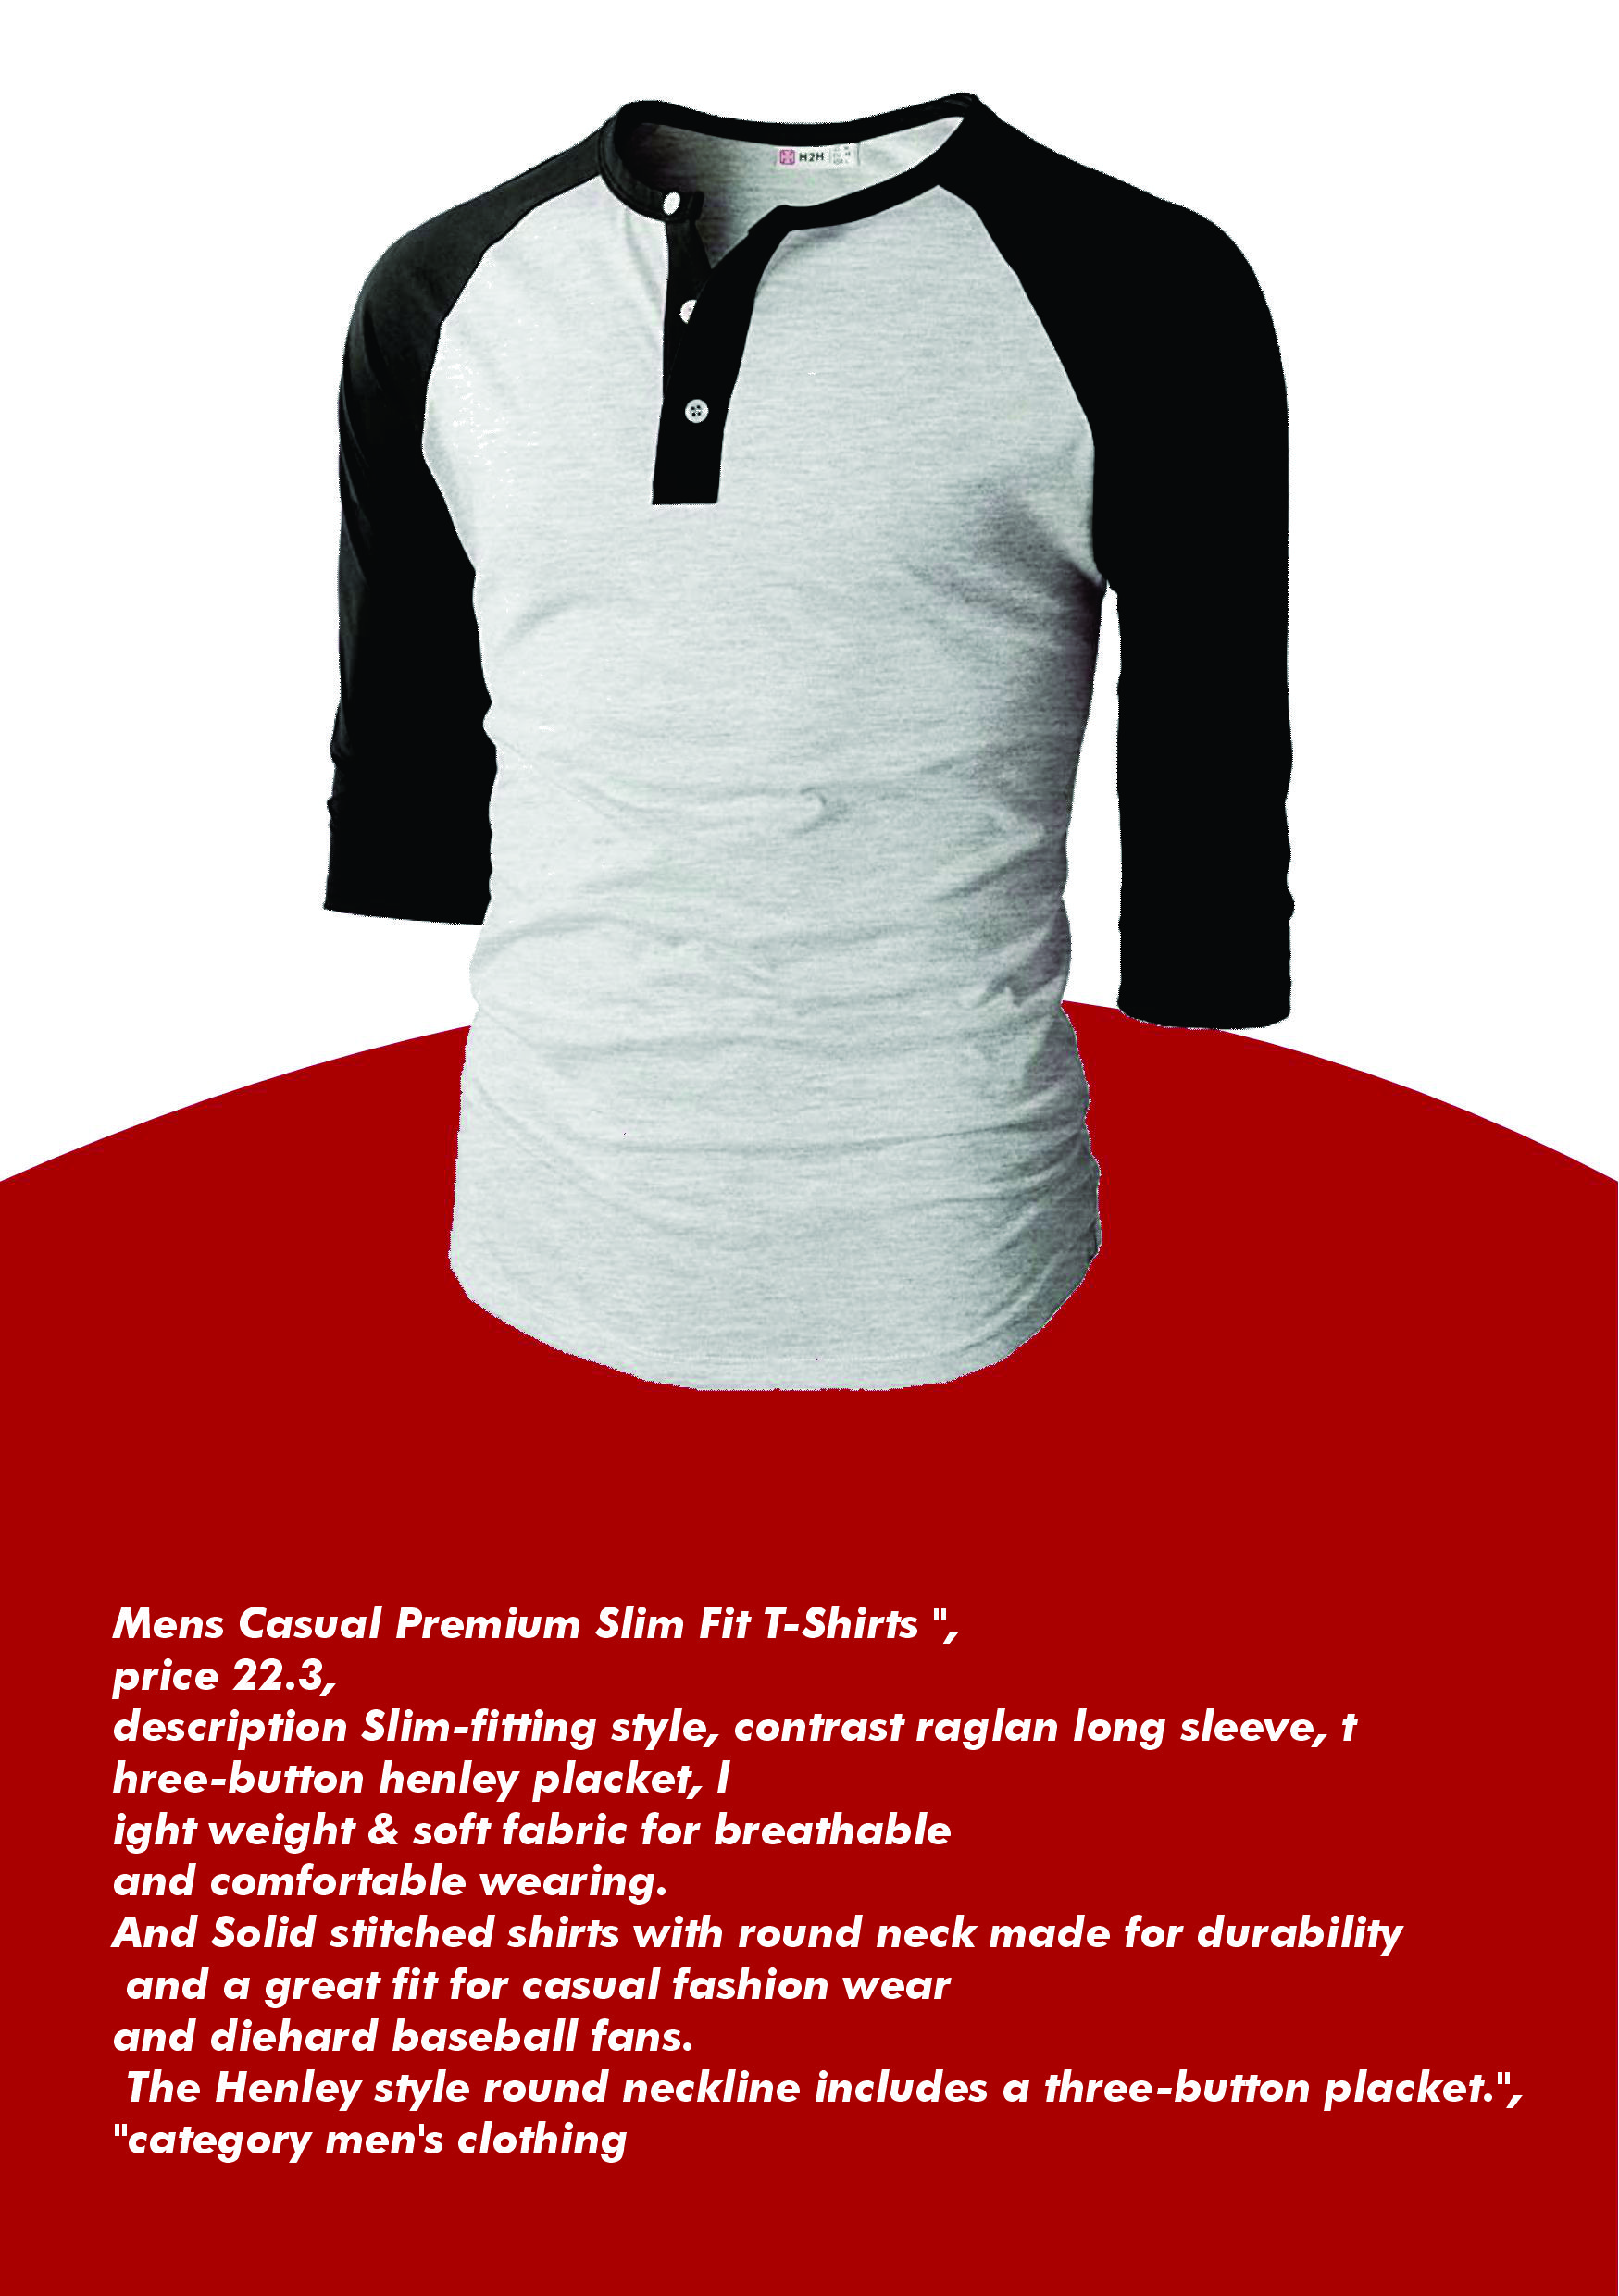 H2H
Mens Casual Premium Slim Fit T-Shirts ",
price 22.3,
description Slim-fitting style, contrast raglan long sleeve, t
hree-button henley placket, l
ight weight & soft fabric for breathable
and comfortable wearing.
And Solid stitched shirts with round neck made for durability
and a great fit for casual fashion wear
and diehard baseball fans.
The Henley style round neckline includes a three-button placket.",
"category men's clothing